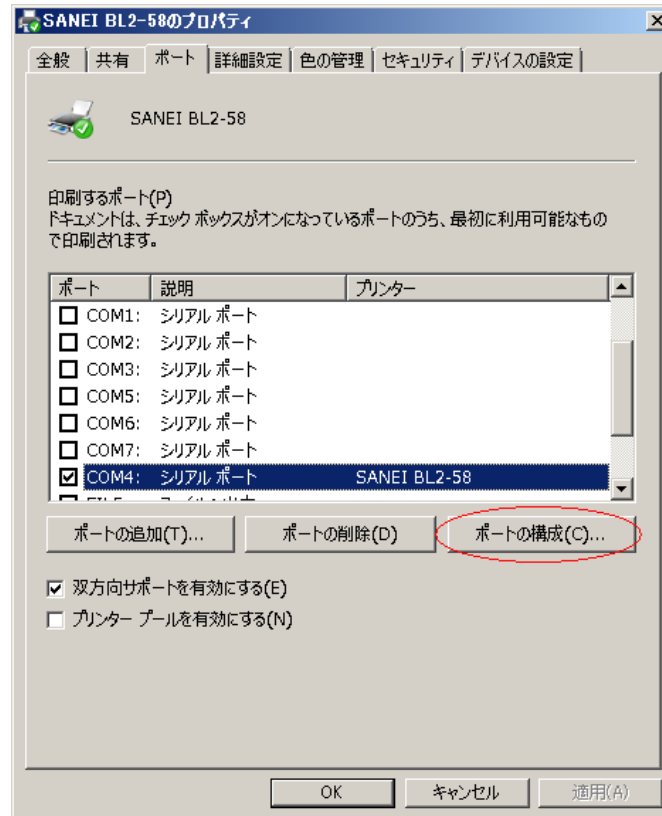 SANEI BL2-58のプロパティ
全般 共有 ポート 詳細設定 色の管理 セキュリティ デバイスの設定
SANEI BL2-58
印刷するポート(P)
ドキュメントは、チェック ボックスがオンになっているポートのうち、最初に利用可能なもの
で印刷されます。
ポート 説明 プリンター
COM1: シリアル ポート
COM2: シリアル ポート
COM3: シリアル ポート
COM5: シリアル ポート
COM6: シリアル ポート
COM7: シリアル ポート
COM4: シリアル ポート SANEI BL2-58
ポートの追加(T)... ポートの削除(D) ポートの構成(C)...
双方向サポートを有効にする(E)
プリンター プールを有効にする(N)
OK キャンセル 適用(A)